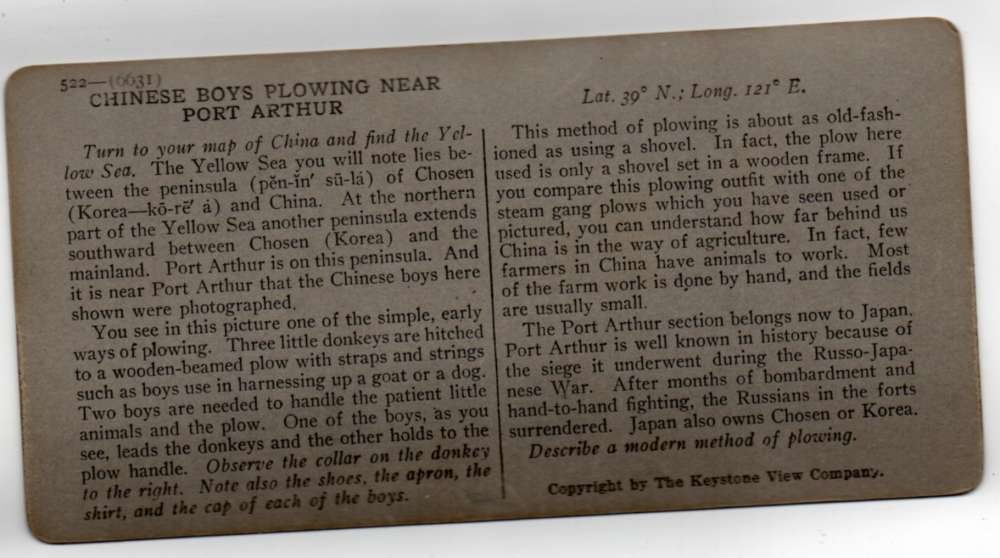 522—(6631)
CHINESE BOYS PLOWING NEAR
PORT ARTHUR
Turn to your map of China and find the Yel-
low Sea. The Yellow Sea you will note lies be-
tween the peninsula (pĕn-ĭn′ sū-lȧ) of Chosen
(Korea—kō-rē′ ȧ) and China. At the northern
part of the Yellow Sea another peninsula extends
southward between Chosen (Korea) and the
mainland. Port Arthur is on this peninsula. And
it is near Port Arthur that the Chinese boys here
shown were photographed.
You see in this picture one of the simple, early
ways of plowing. Three little donkeys are hitched
to a wooden-beamed plow with straps and strings
such as boys use in harnessing up a goat or a dog.
Two boys are needed to handle the patient little
animals and the plow. One of the boys, as you
see, leads the donkeys and the other holds to the
plow handle. Observe the collar on the donkey
to the right. Note also the shoes, the apron, the
shirt, and the cap of each of the boys.
Lat. 39° N.; Long. 121° E.
This method of plowing is about as old-fash-
ioned as using a shovel. In fact, the plow here
used is only a shovel set in a wooden frame. If
you compare this plowing outfit with one of the
steam gang plows which you have seen used or
pictured, you can understand how far behind us
China is in the way of agriculture. In fact, few
farmers in China have animals to work. Most
of the farm work is done by hand, and the fields
are usually small.
The Port Arthur section belongs now to Japan.
Port Arthur is well known in history because of
the siege it underwent during the Russo-Japa-
nese War. After months of bombardment and
hand-to-hand fighting, the Russians in the forts
surrendered. Japan also owns Chosen or Korea.
Describe a modern method of plowing.
Copyright by The Keystone View Company.